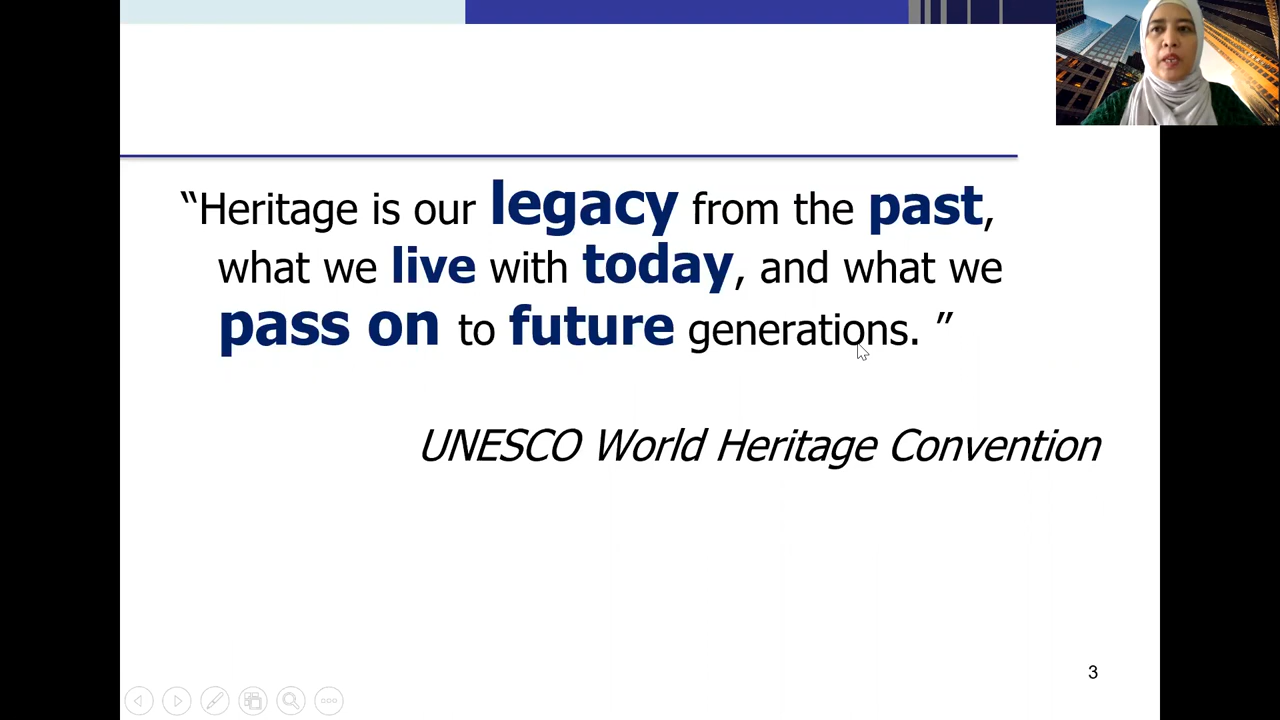 “Heritage is our legacy from the past,
what we live with today, and what we
pass on to future generations. ”
UNESCO World Heritage Convention
3